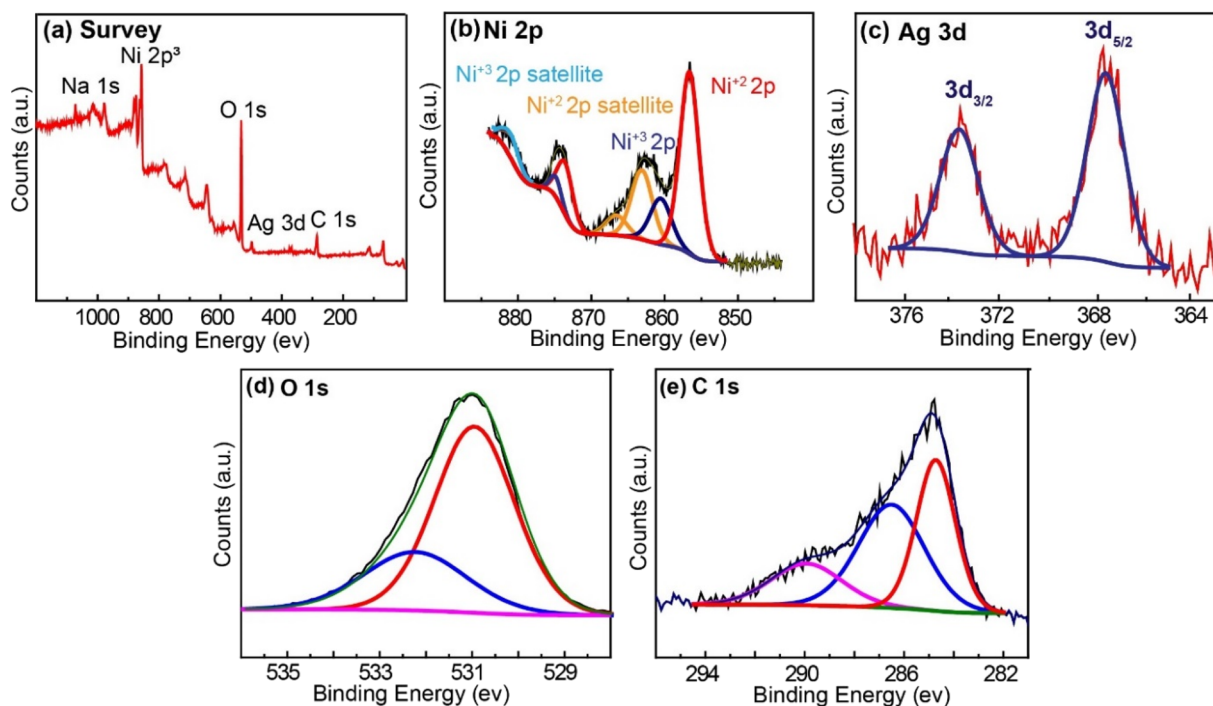 (a) Survey
Ni 2p³
Na 1s
O 1s
Ag 3d C 1s
Counts (a.u.)
1000 800 600 400 200
Binding Energy (ev)
(b) Ni 2p
Ni⁺³ 2p satellite
Ni⁺² 2p
Ni⁺² 2p satellite
Ni⁺³ 2p
Counts (a.u.)
880 870 860 850
Binding Energy (ev)
(c) Ag 3d
3d₅/₂
3d₃/₂
Counts (a.u.)
376 372 368 364
Binding Energy (ev)
(d) O 1s
Counts (a.u.)
535 533 531 529
Binding Energy (ev)
(e) C 1s
Counts (a.u.)
294 290 286 282
Binding Energy (ev)